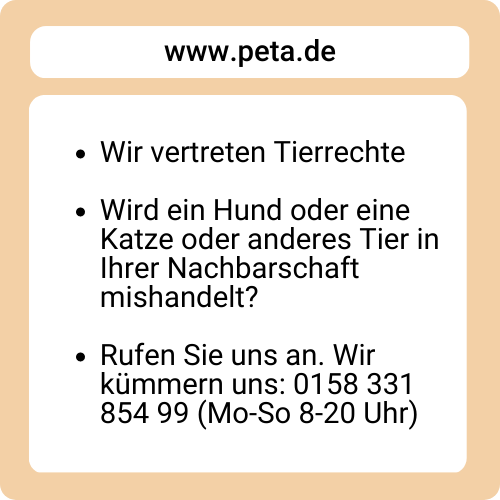 www.peta.de
• Wir vertreten Tierrechte
• Wird ein Hund oder eine
Katze oder anderes Tier in
Ihrer Nachbarschaft
mishandelt?
• Rufen Sie uns an. Wir
kümmern uns: 0158 331
854 99 (Mo-So 8-20 Uhr)